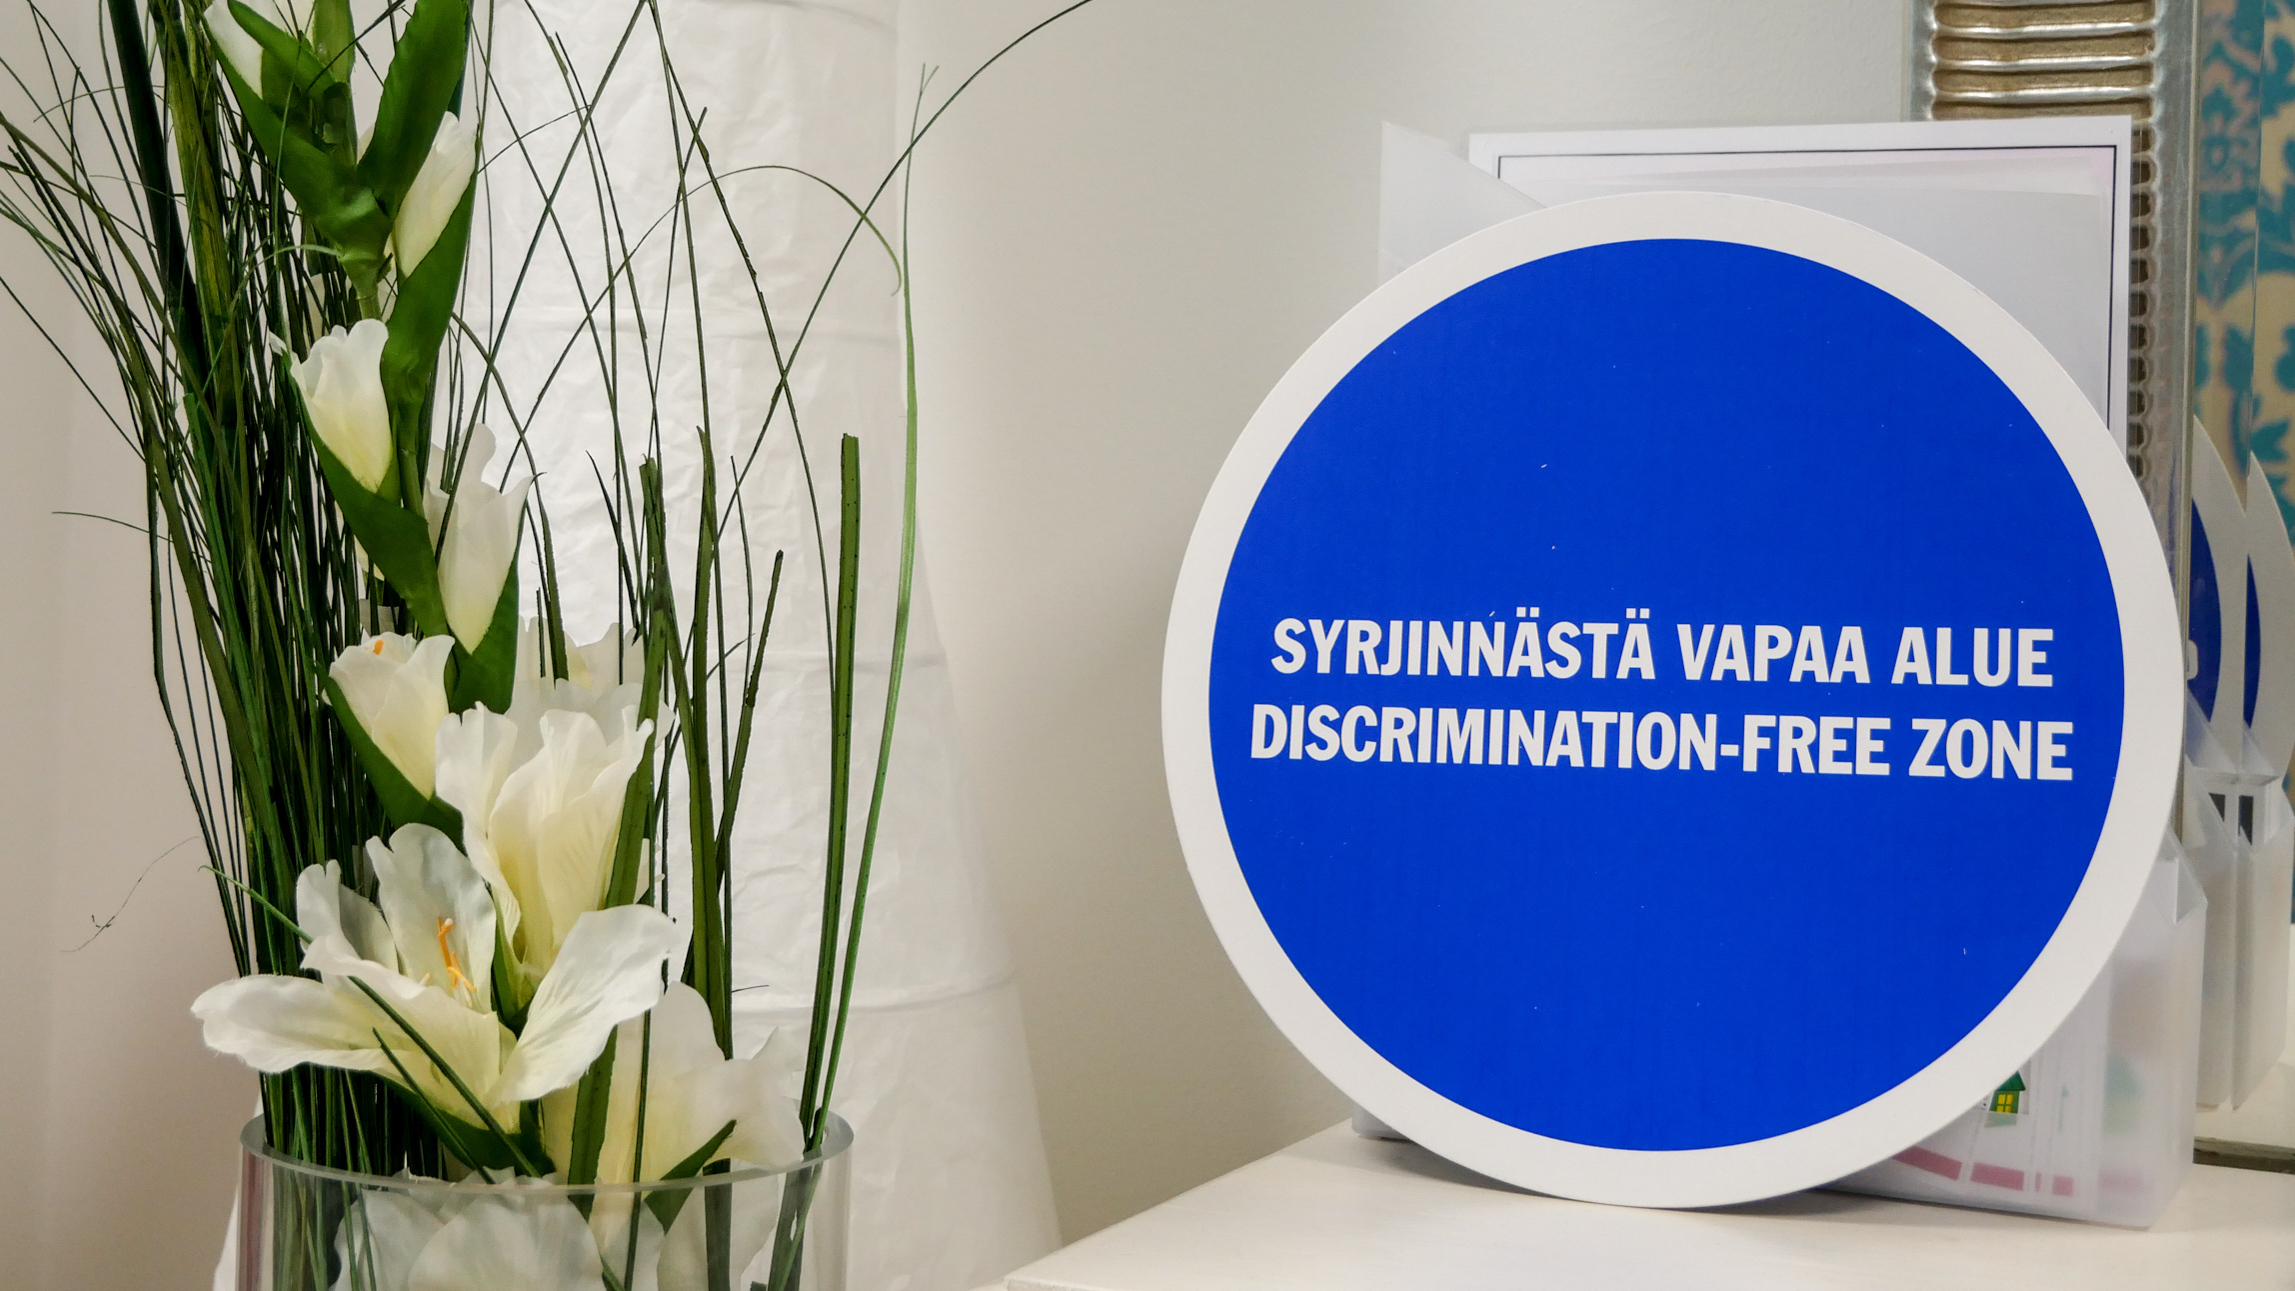 SYRJINNÄSTÄ VAPAA ALUE
DISCRIMINATION-FREE ZONE